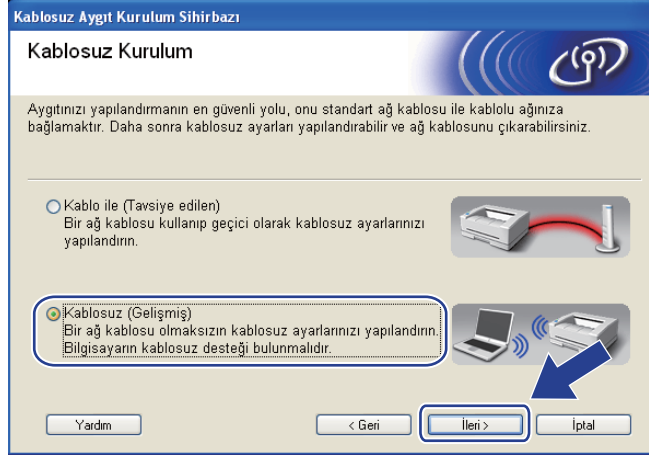 Kablosuz Aygıt Kurulum Sihirbazı
Kablosuz Kurulum
Aygıtınızı yapılandırmanın en güvenli yolu, onu standart ağ kablosu ile kablolu ağınıza
bağlamaktır. Daha sonra kablosuz ayarları yapılandırabilir ve ağ kablosunu çıkarabilirsiniz.
Kablo ile (Tavsiye edilen)
Bir ağ kablosu kullanıp geçici olarak kablosuz ayarlarınızı
yapılandırın.
Kablosuz (Gelişmiş)
Bir ağ kablosu olmaksızın kablosuz ayarlarınızı yapılandırın.
Bilgisayarın kablosuz desteği bulunmalıdır.
Yardım
< Geri
İleri >
İptal